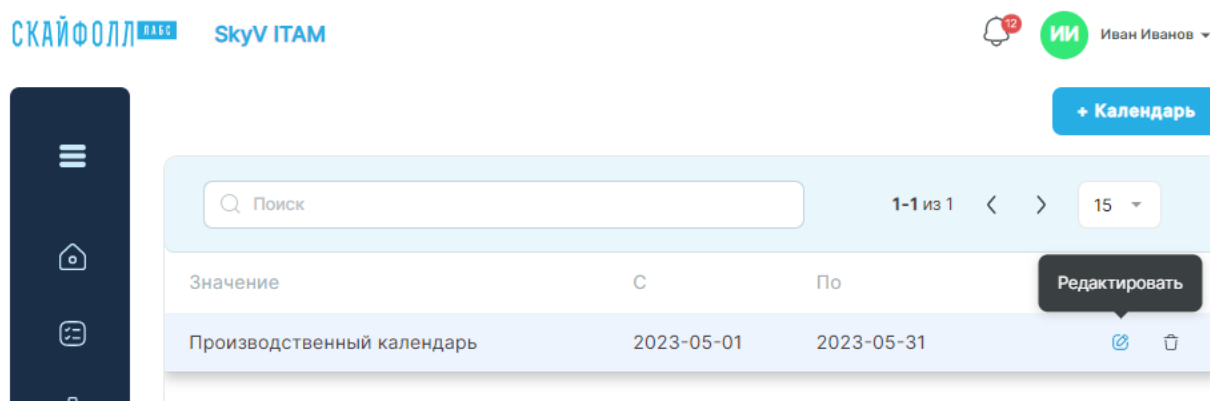 СКАЙФОЛЛ ЛАБС SkyV ITAM 12 ИИ Иван Иванов
+ Календарь
Поиск 1-1 из 1 15
Значение С По Редактировать
Производственный календарь 2023-05-01 2023-05-31